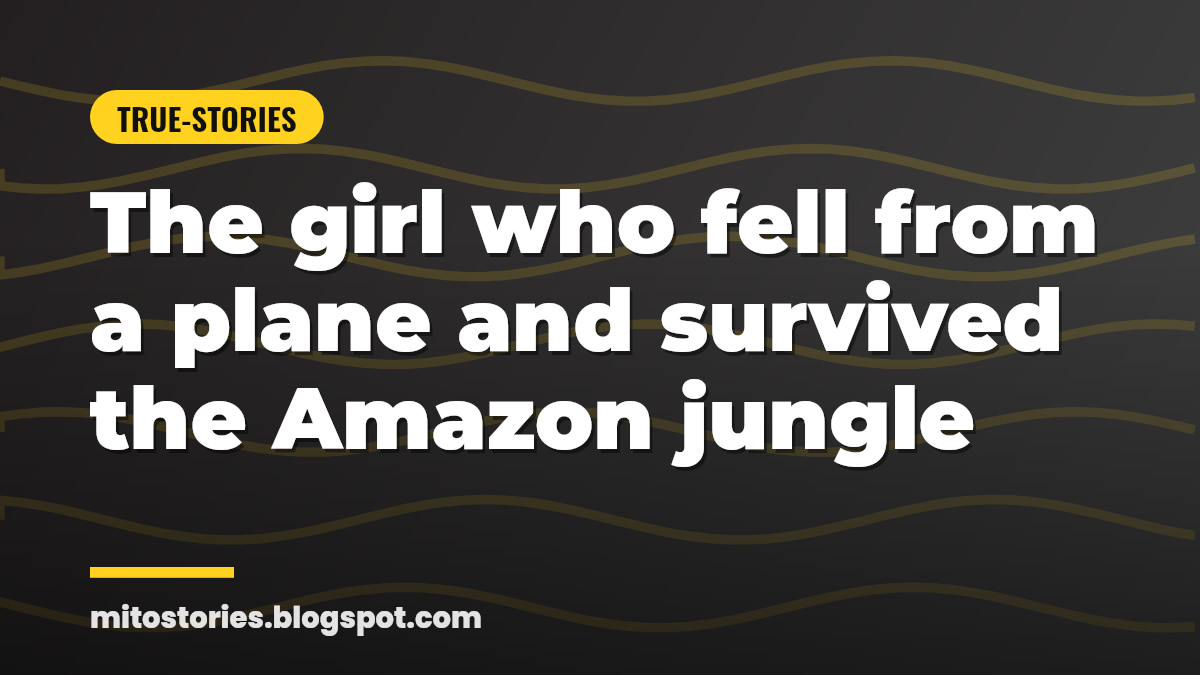 TRUE-STORIES
The girl who fell from
a plane and survived
the Amazon jungle
mitostories.blogspot.com